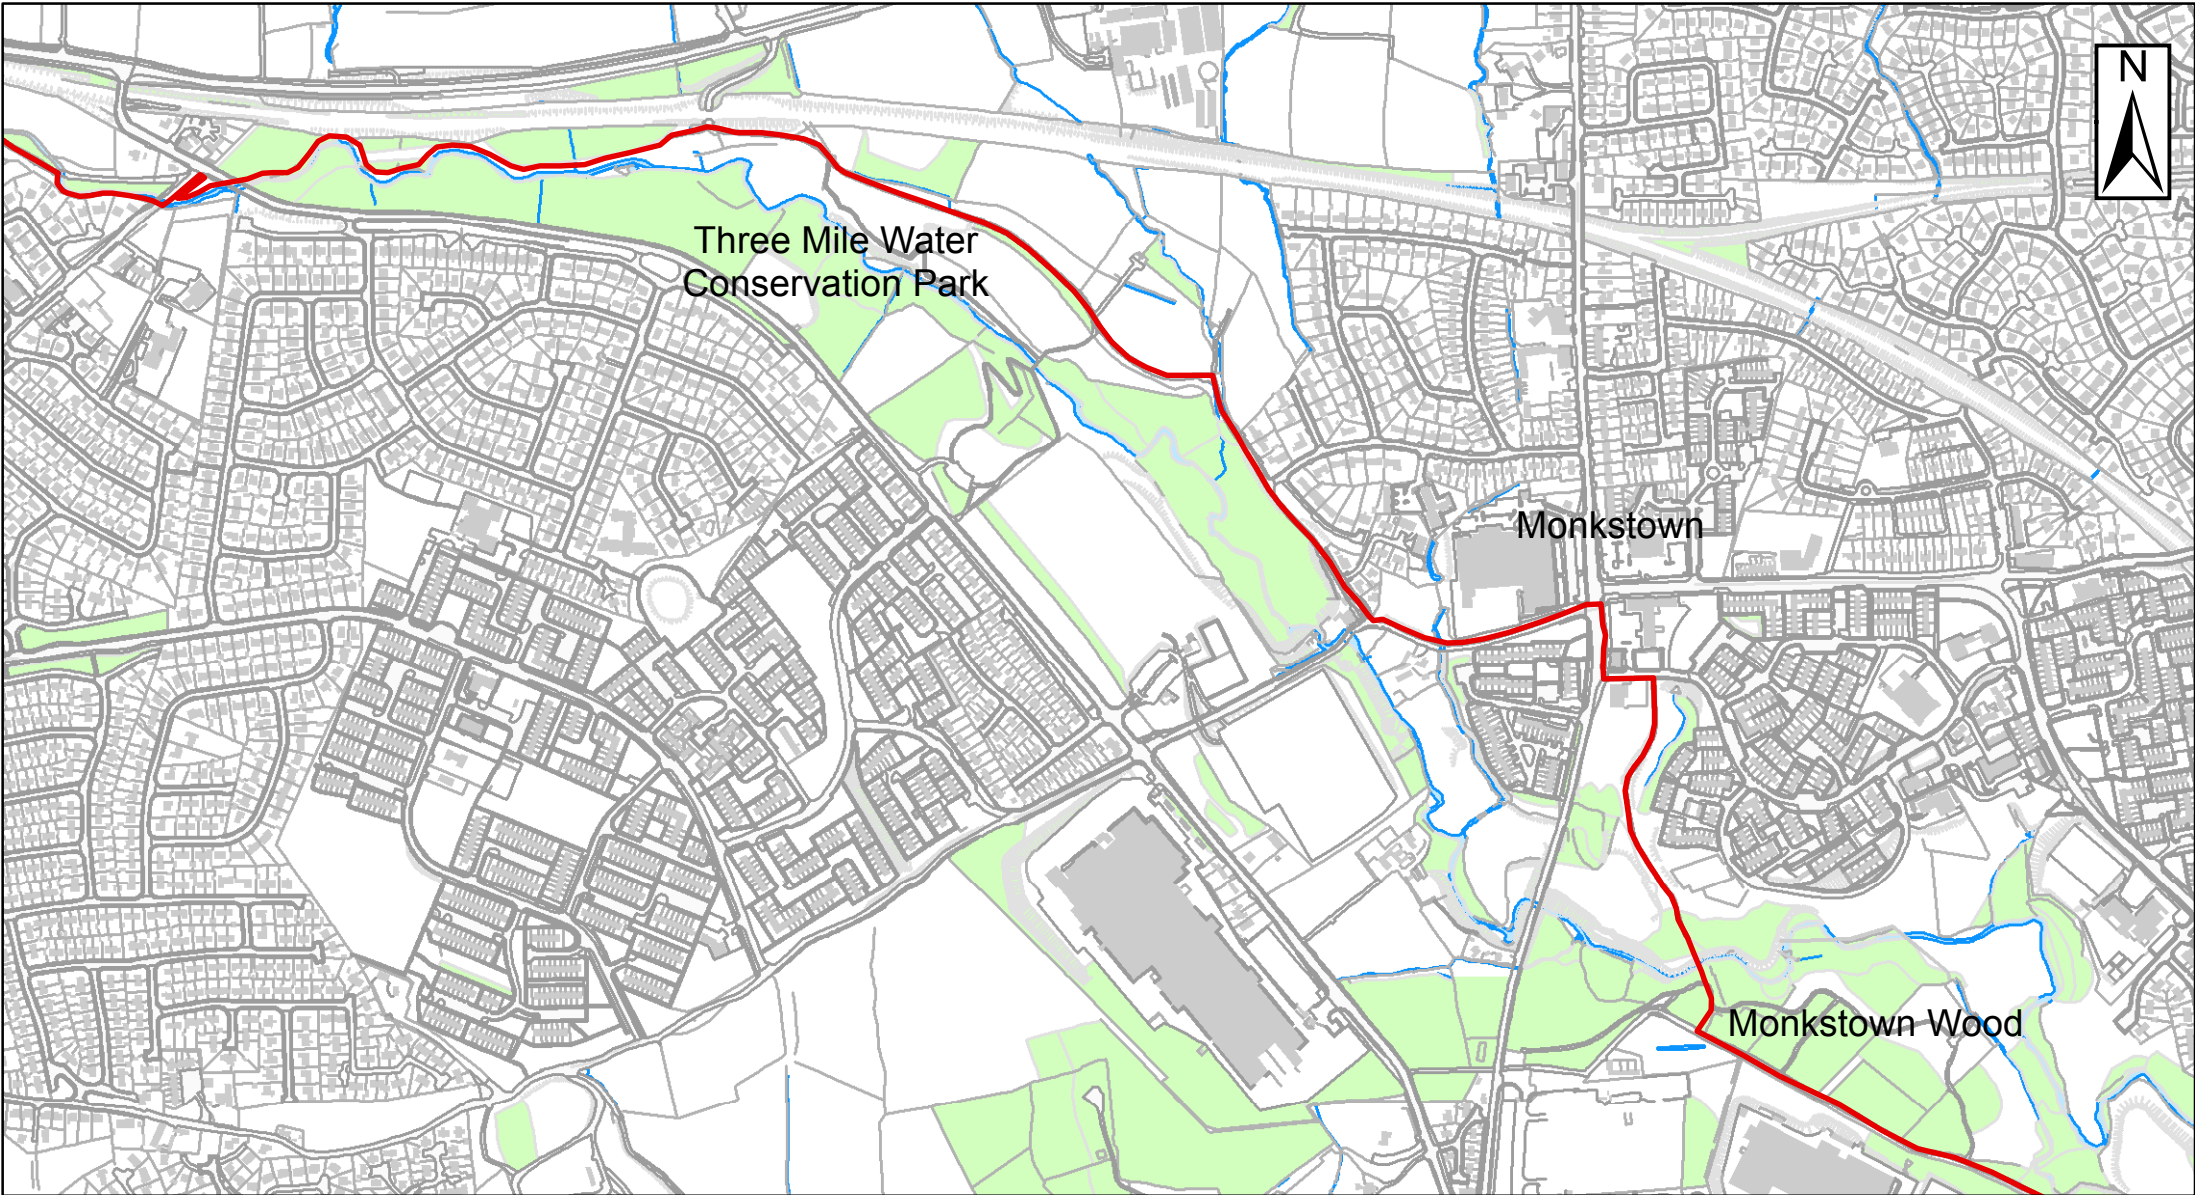 N
Three Mile Water
Conservation Park
Monkstown
Monkstown Wood